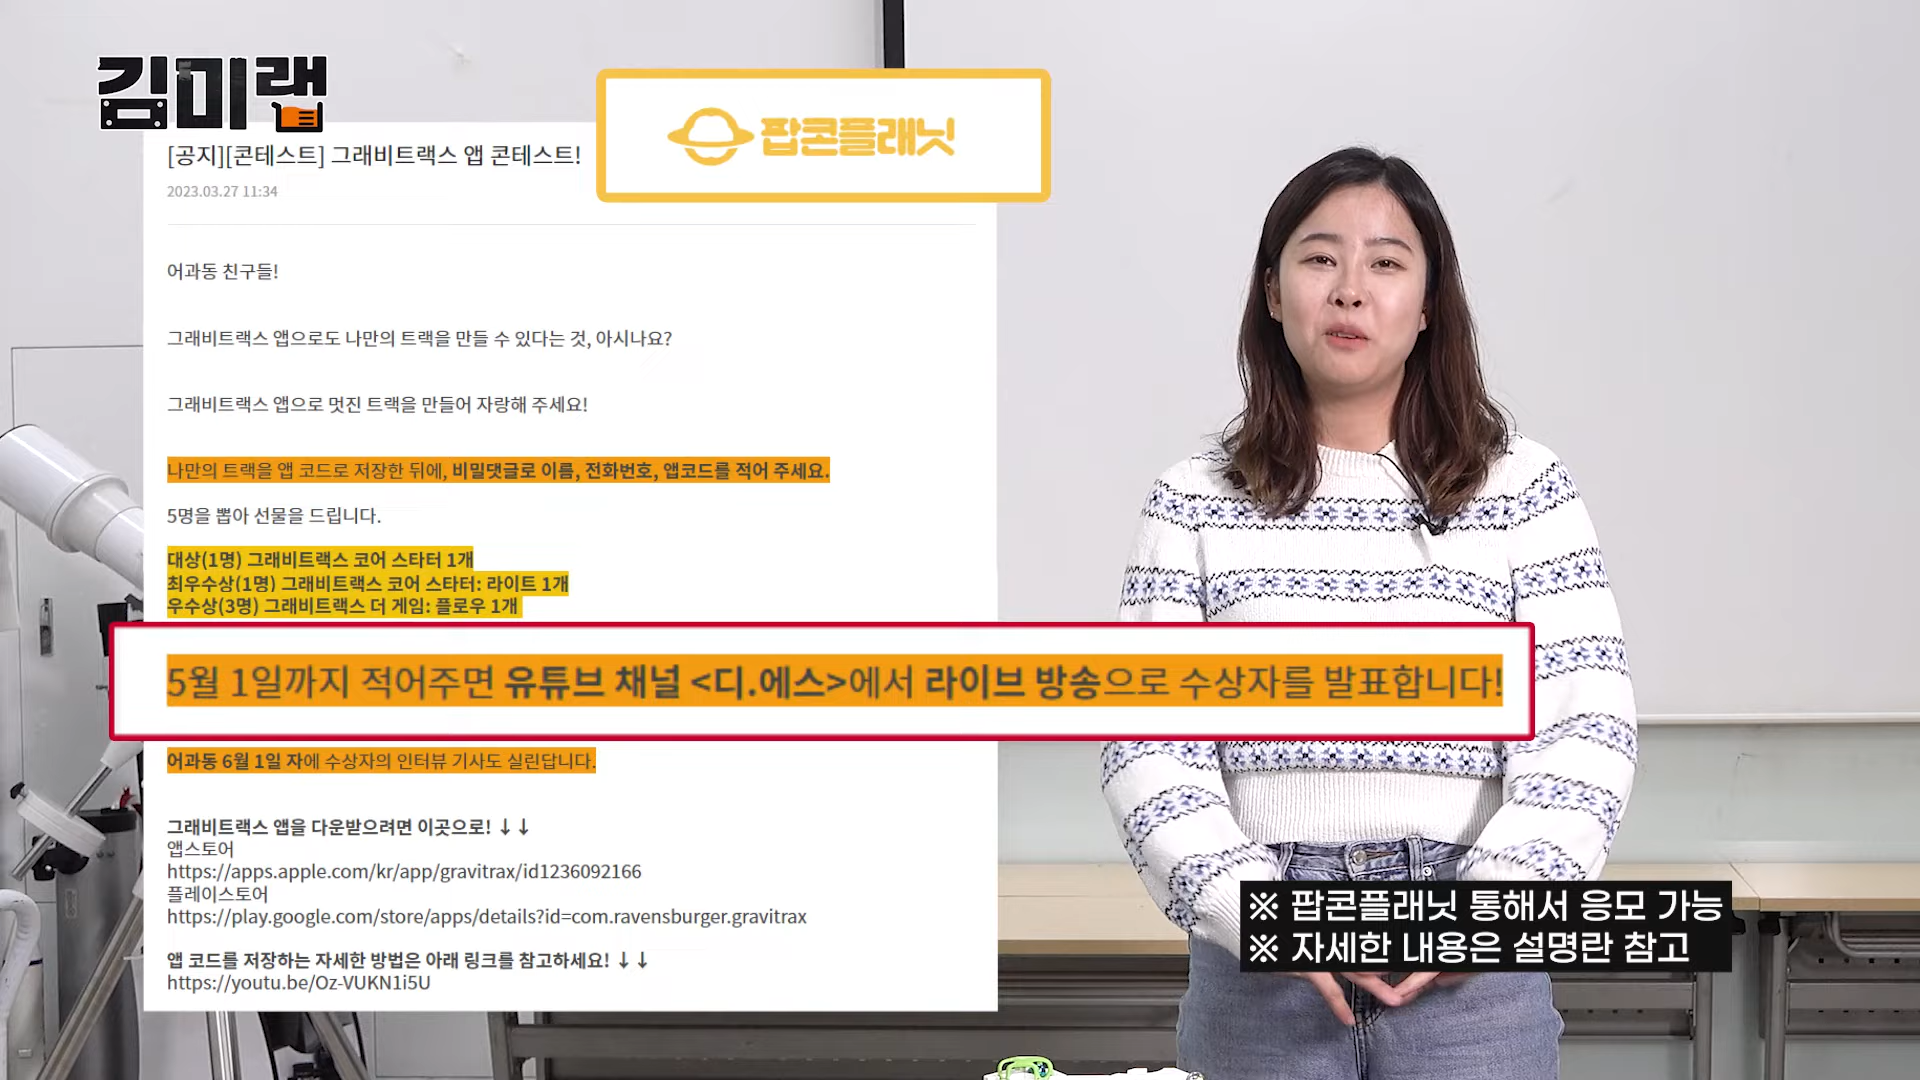 김미랩
팝콘플래닛
[공지][콘테스트] 그래비트랙스 앱 콘테스트!
2023.03.27 11:34
어과동 친구들!
그래비트랙스 앱으로도 나만의 트랙을 만들 수 있다는 것, 아시나요?
그래비트랙스 앱으로 멋진 트랙을 만들어 자랑해 주세요!
나만의 트랙을 앱 코드로 저장한 뒤에, 비밀댓글로 이름, 전화번호, 앱코드를 적어 주세요.
5명을 뽑아 선물을 드립니다.
대상(1명) 그래비트랙스 코어 스타터 1개
최우수상(1명) 그래비트랙스 코어 스타터: 라이트 1개
우수상(3명) 그래비트랙스 더 게임: 플로우 1개
5월 1일까지 적어주면 유튜브 채널 <디.에스>에서 라이브 방송으로 수상자를 발표합니다!
어과동 6월 1일 자에 수상자의 인터뷰 기사도 실린답니다.
그래비트랙스 앱을 다운받으려면 이곳으로! ↓↓
앱스토어
https://apps.apple.com/kr/app/gravitrax/id1236092166
플레이스토어
https://play.google.com/store/apps/details?id=com.ravensburger.gravitrax
앱 코드를 저장하는 자세한 방법은 아래 링크를 참고하세요! ↓↓
https://youtu.be/Oz-VUKN1i5U
※ 팝콘플래닛 통해서 응모 가능
※ 자세한 내용은 설명란 참고